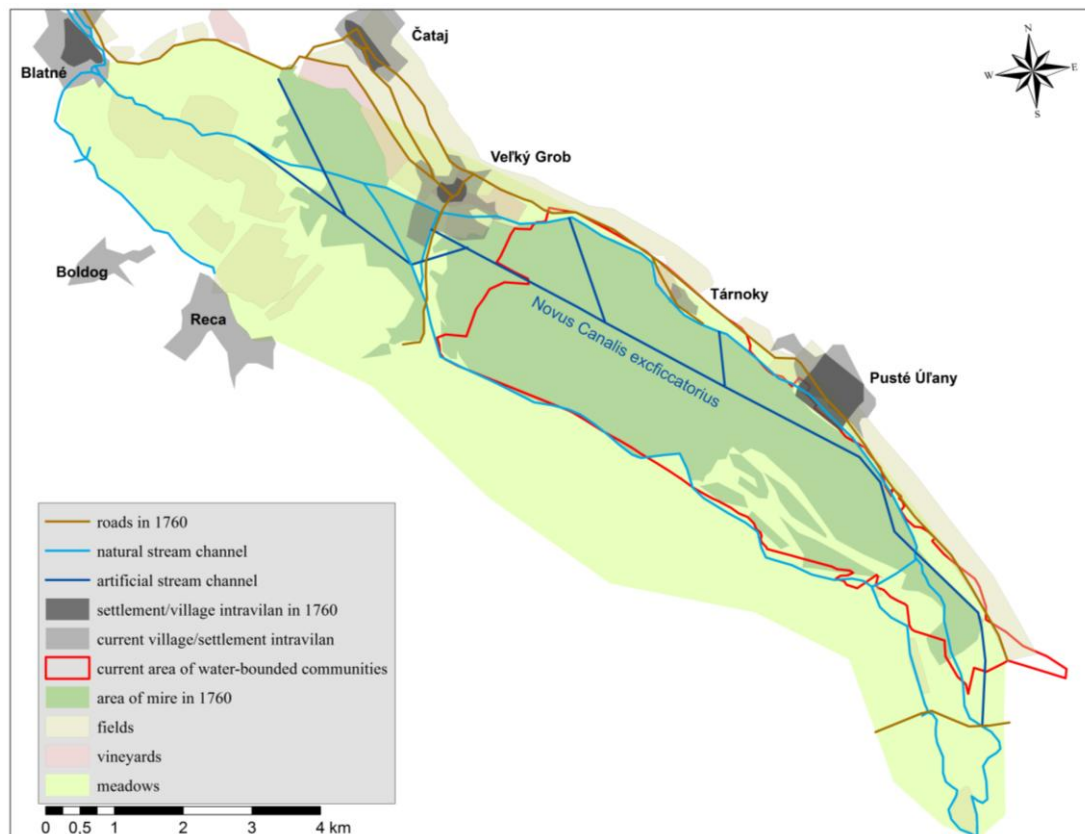 Čataj
Blatné
N
W
E
S
Veľký Grob
Boldog
Reca
Tárnoky
Novus Canalis excficcatorius
Pusté Úľany
roads in 1760
natural stream channel
artificial stream channel
settlement/village intravilan in 1760
current village/settlement intravilan
current area of water-bounded communities
area of mire in 1760
fields
vineyards
meadows
0 0,5 1 2 3 4 km